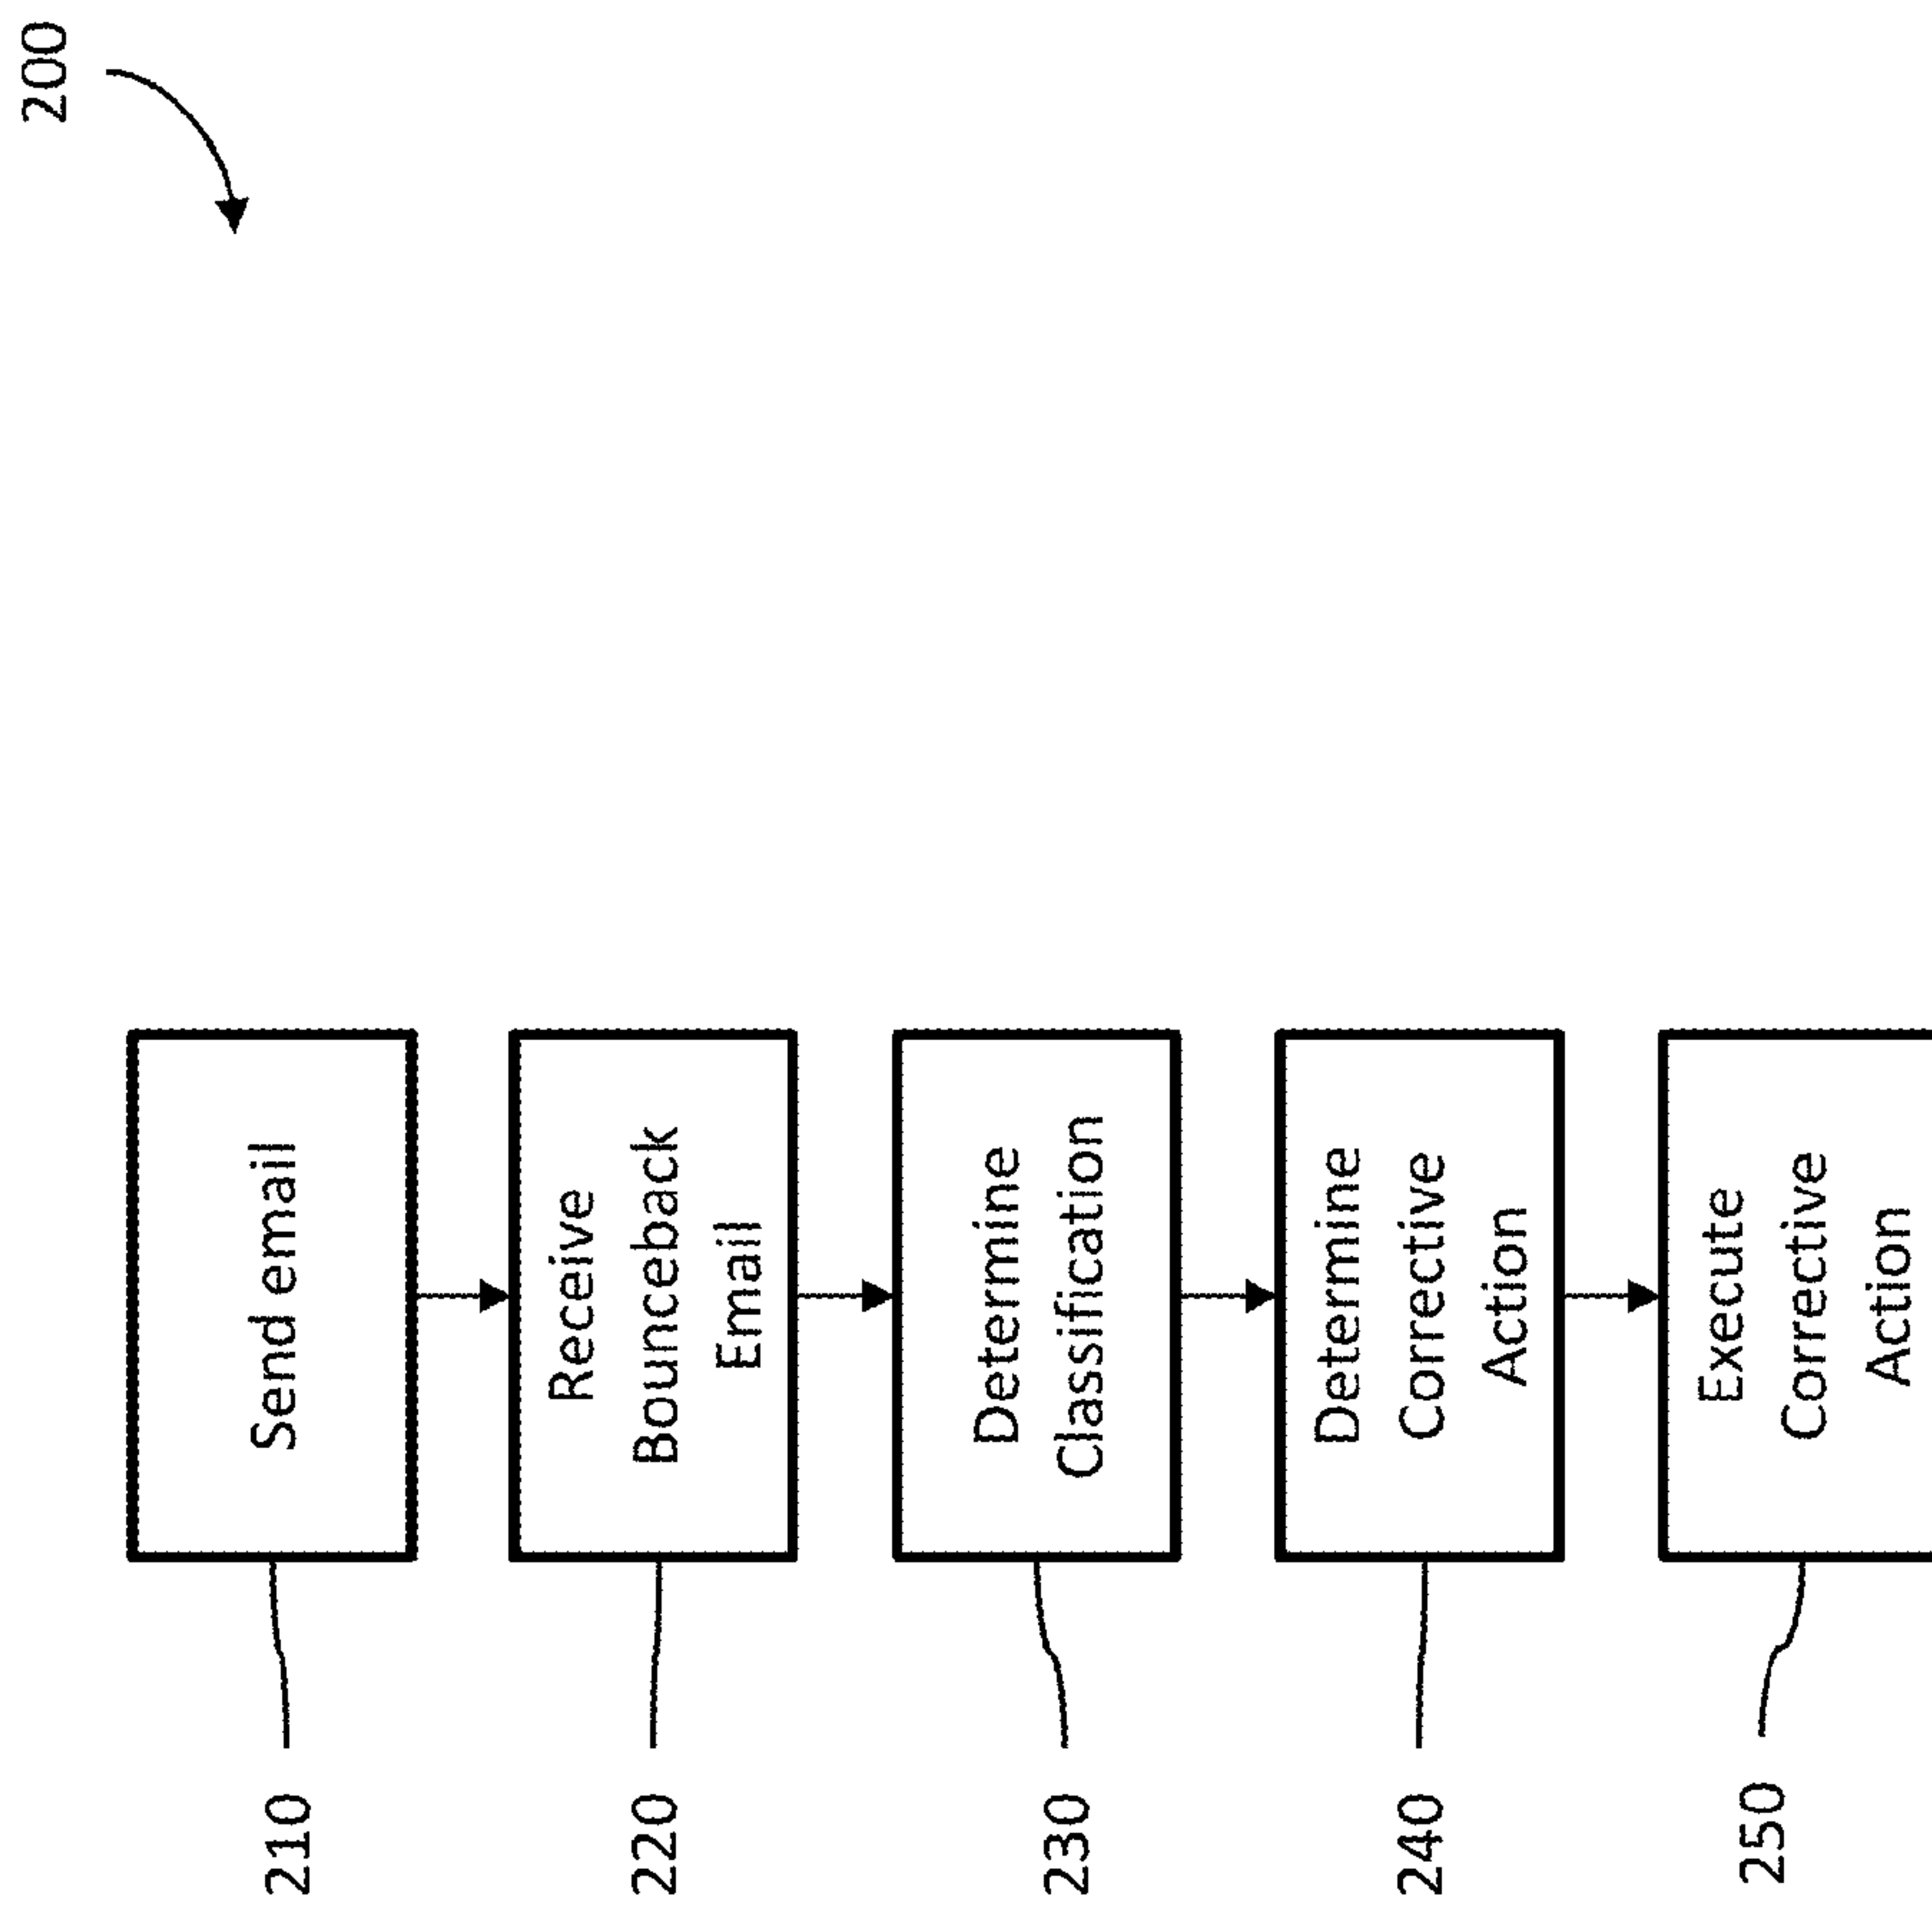 200
210
Send email
220
Receive
Bounceback
Email
230
Determine
Classification
240
Determine
Corrective
Action
250
Execute
Corrective
Action